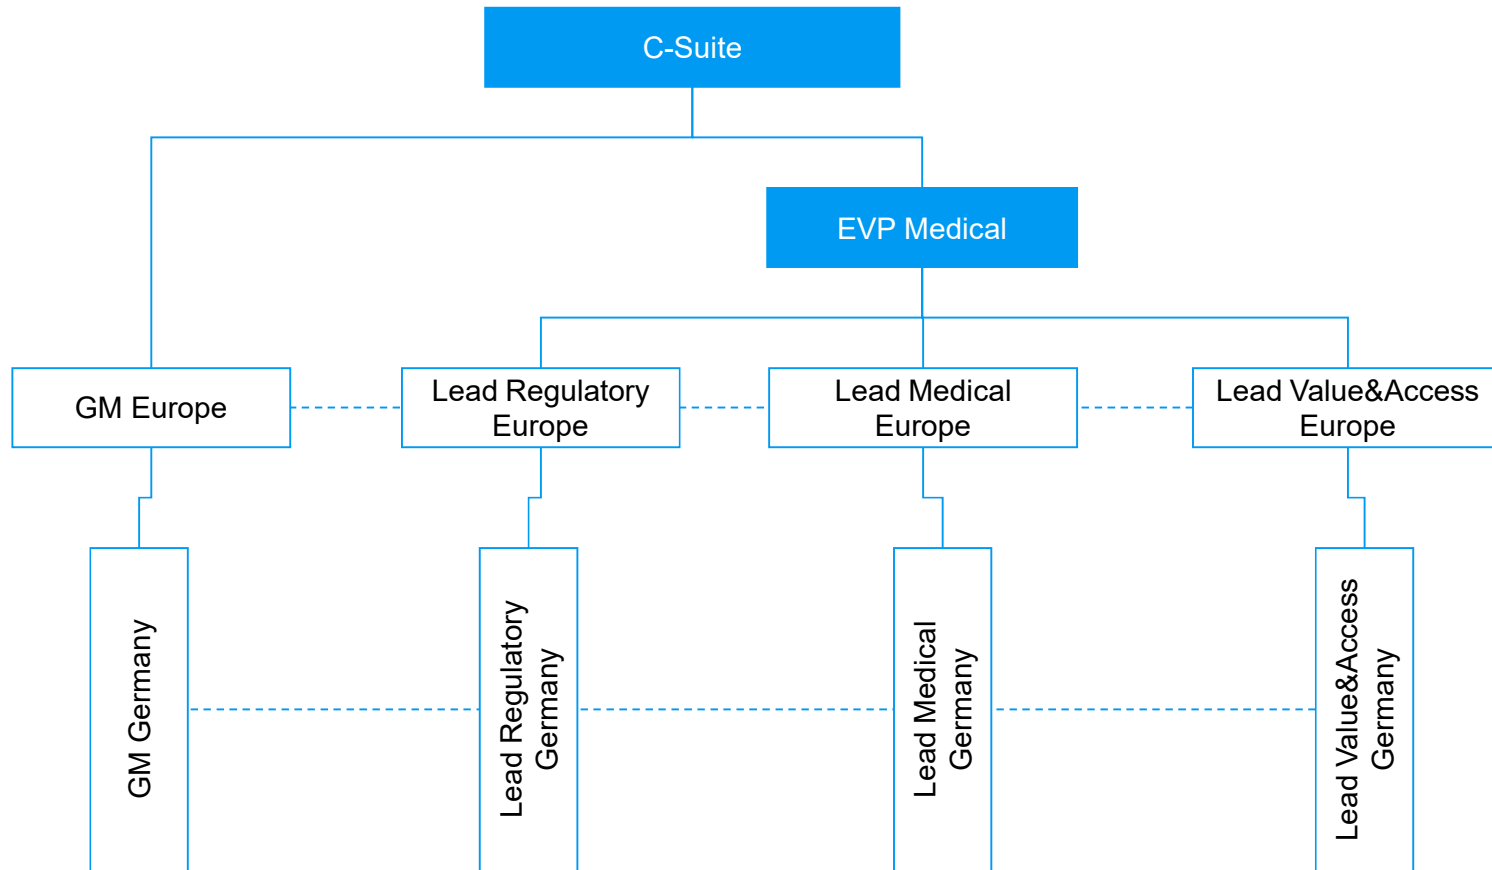 C-Suite
EVP Medical
GM Europe
Lead Regulatory
Europe
Lead Medical
Europe
Lead Value&Access
Europe
GM Germany
Lead Regulatory
Germany
Lead Medical
Germany
Lead Value&Access
Germany